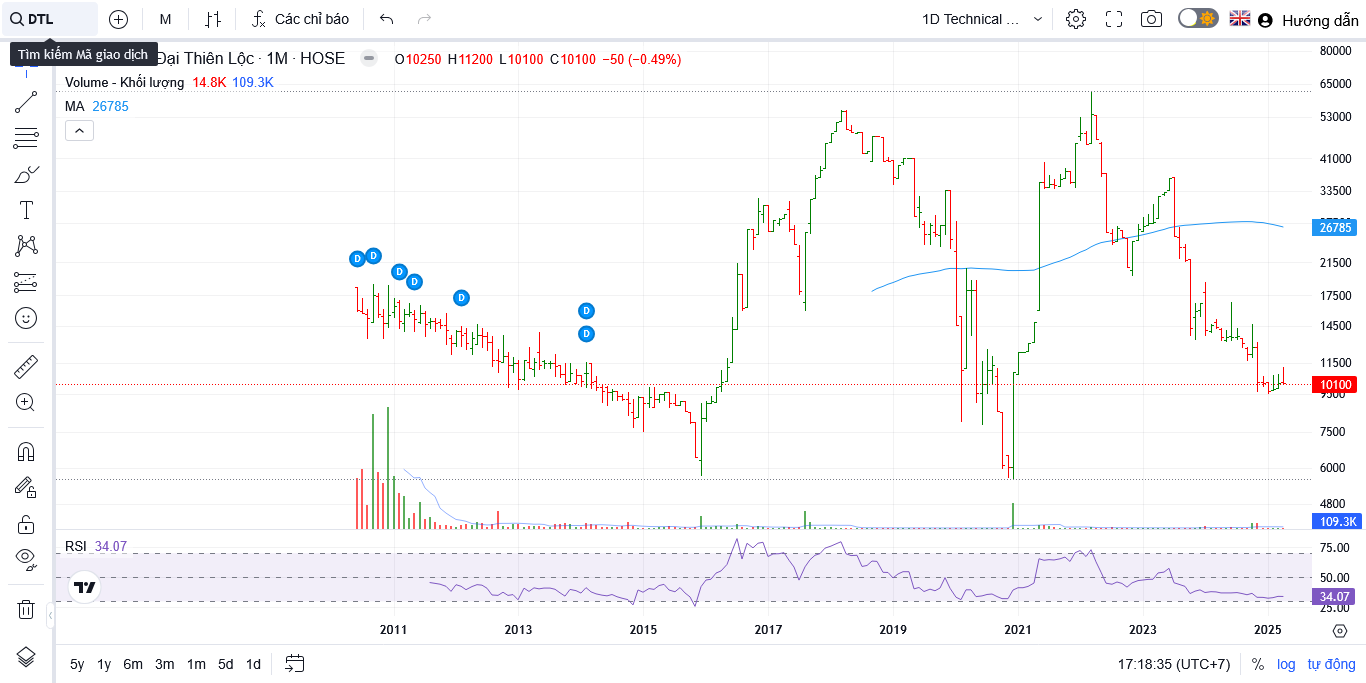 DTL M Các chỉ báo 1D Technical ... Hướng dẫn
Tìm kiếm Mã giao dịch
Đại Thiên Lộc · 1M · HOSE O10250 H11200 L10100 C10100 −50 (−0.49%)
Volume - Khối lượng 14.8K 109.3K
MA 26785
80000
65000
53000
41000
33500
26785
21500
17500
14500
11500
10100
9500
7500
6000
4800
109.3K
D D D D D D D
RSI 34.07
75.00
50.00
34.07
25.00
2011 2013 2015 2017 2019 2021 2023 2025
5y 1y 6m 3m 1m 5d 1d 17:18:35 (UTC+7) % log tự động